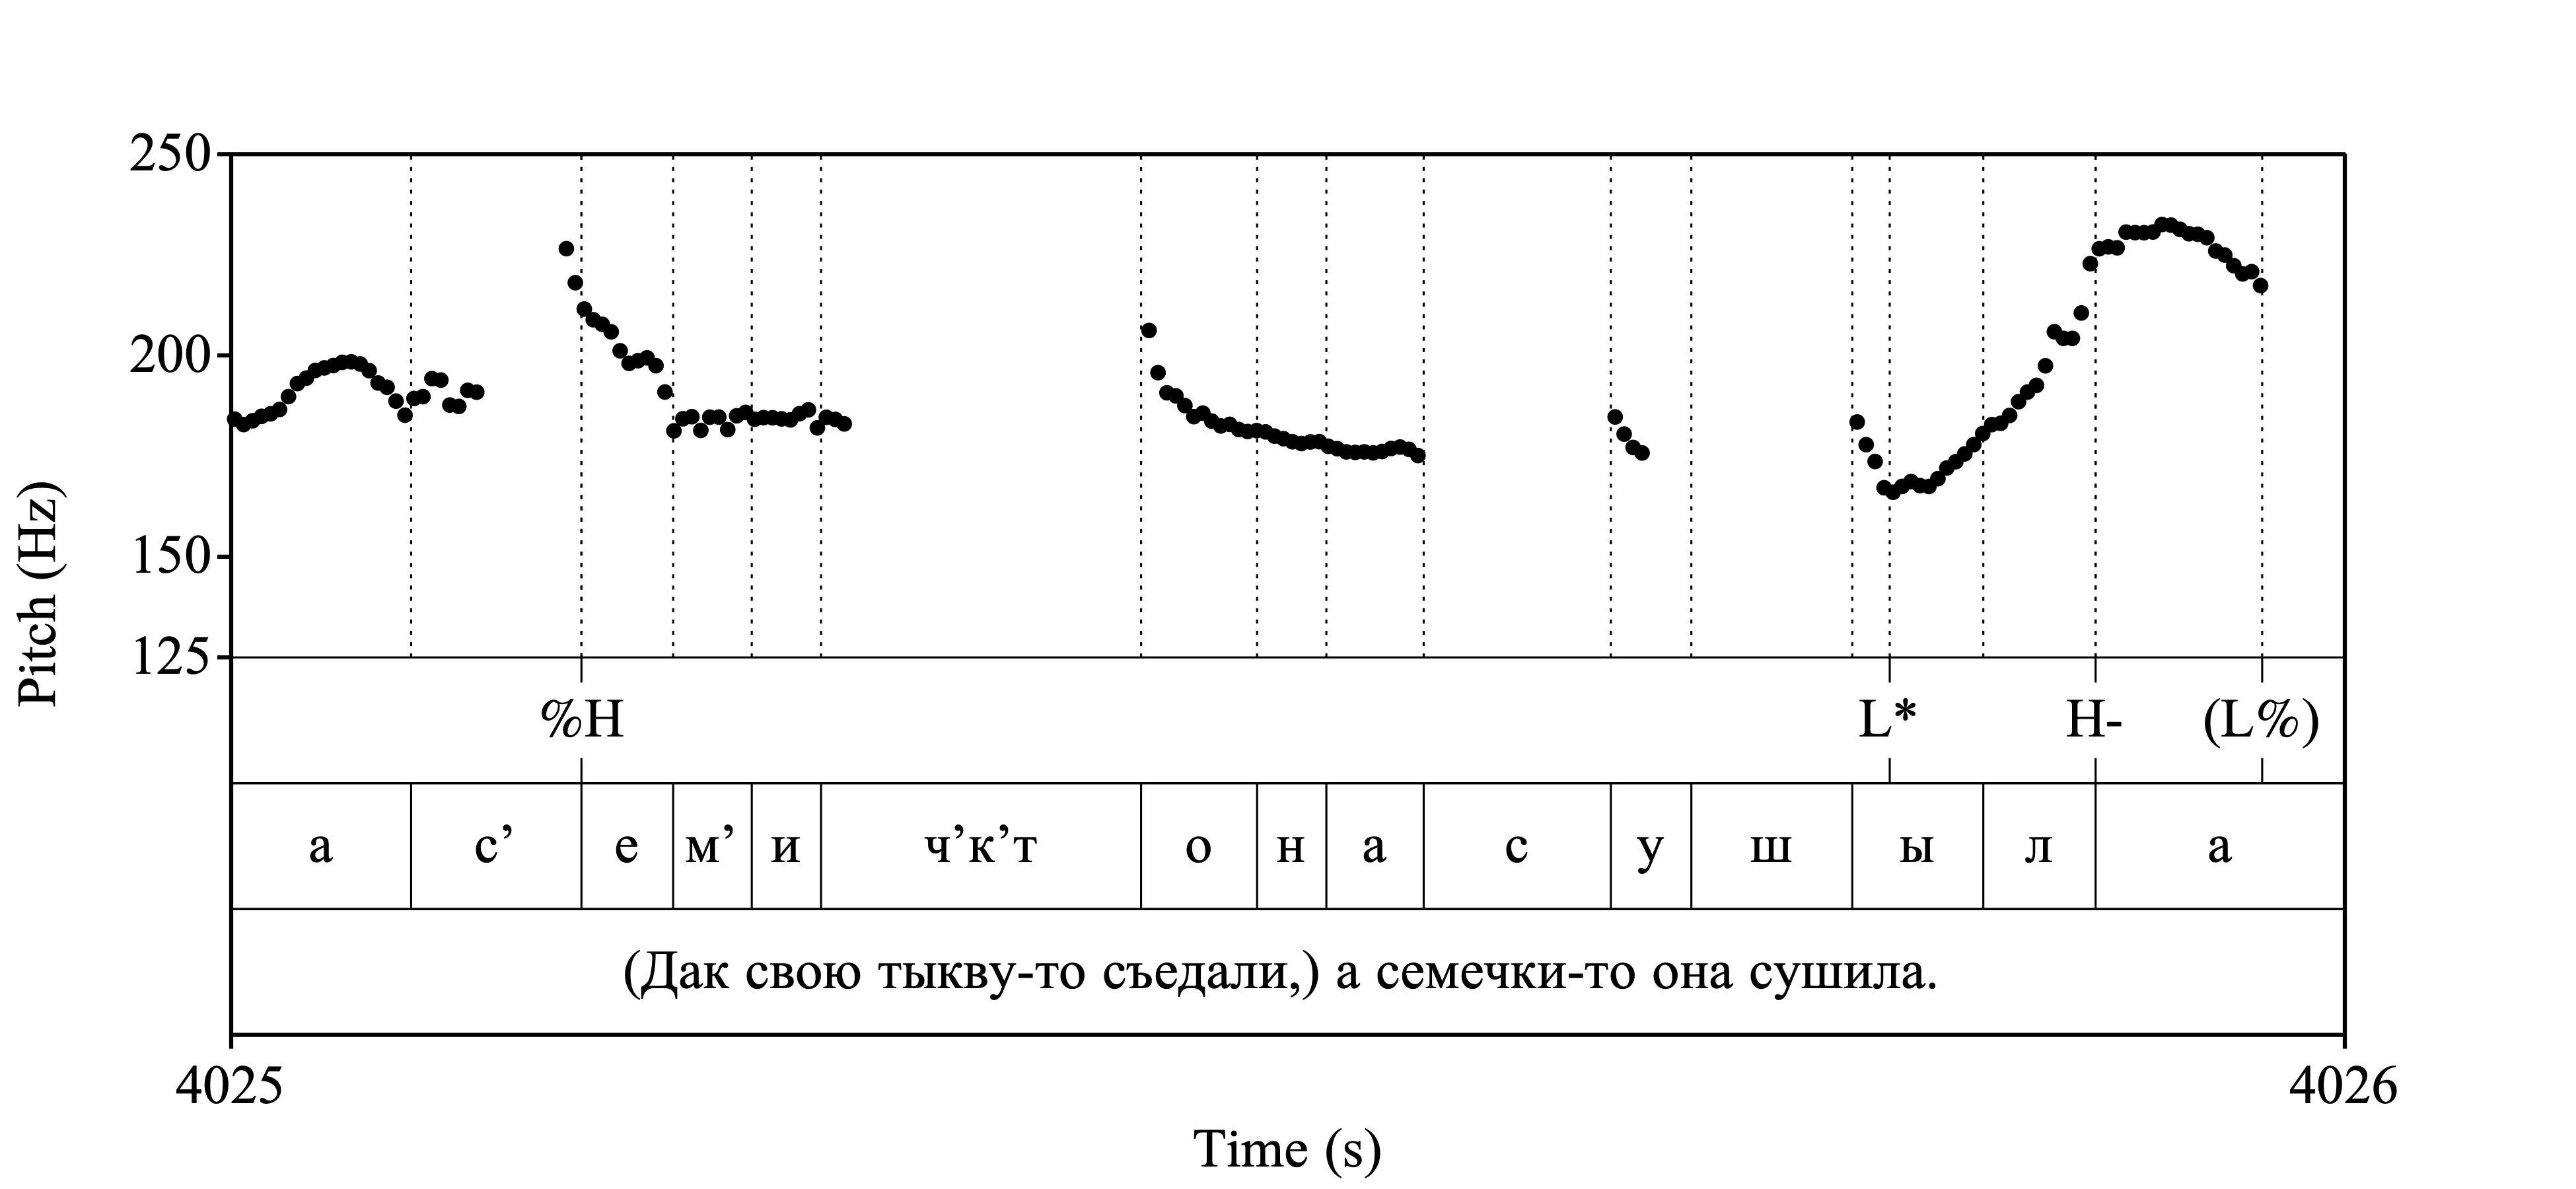 250
200
150
125
Pitch (Hz)
%H L* H- (L%)
а с’ е м’ и ч’к’т о н а с у ш ы л а
(Дак свою тыкву-то съедали,) а семечки-то она сушила.
4025 4026
Time (s)